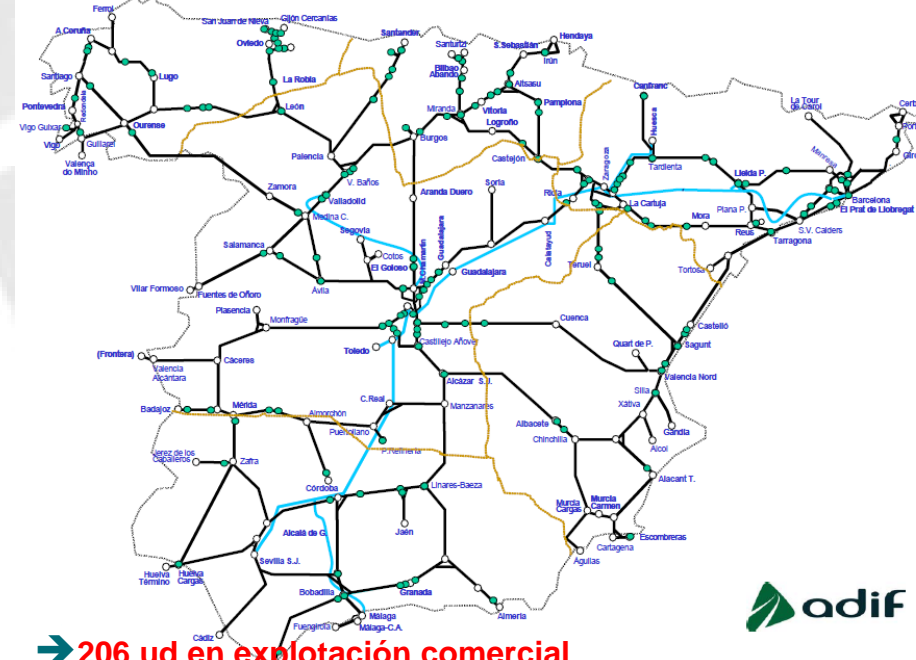 Ferrol
San Juan de Nieva
Gijón Cercanías
A Coruña
Oviedo
Santander
Santurtzi
Bilbao
Abando
S.Sebastián
Hendaya
Irún
Santiago
Lugo
La Robla
Altsasu
Canfranc
La Tour
de Carol
Pontevedra
Redondela
León
Miranda
Vitoria
Pamplona
Huesca
Vigo Guixar
Vigo
Guillarei
Ourense
Logroño
Burgos
Valença
do Minho
Palencia
Castejón
Zaragoza
Tardienta
Manresa
Zamora
V. Baños
Valladolid
Aranda Duero
Soria
Ricla
Lleida P.
Medina C.
La Cartuja
Plana P.
Barcelona
El Prat de Llobregat
Segovia
Guadalajara
Mora
Reus
S.V. Calders
Tarragona
Salamanca
Cotos
El Goloso
Guadalajara
Calatayud
Teruel
Tortosa
Vilar Formoso
Fuentes de Oñoro
Ávila
Plasencia
Monfragüe
Cuenca
Castelló
(Frontera)
Toledo
Castillejo Añover
Quart de P.
Sagunt
Valencia
Alcántara
Cáceres
Valencia Nord
Alcázar S.J.
Silla
C.Real
Manzanares
Xàtiva
Badajoz
Mérida
Almorchón
Albacete
Gandia
Puertollano
Chinchilla
Alcoi
P.Refinería
Jerez de los
Caballeros
Zafra
Alacant T.
Córdoba
Linares-Baeza
Murcia
Cargas
Murcia
Carmen
Alcalá de G.
Jaén
Escombreras
Cartagena
Sevilla S.J.
Aguilas
Huelva
Término
Huelva
Cargas
Bobadilla
Granada
Almería
Málaga
Fuengirola
Málaga-C.A.
Cádiz
adif
206 ud en explotación comercial